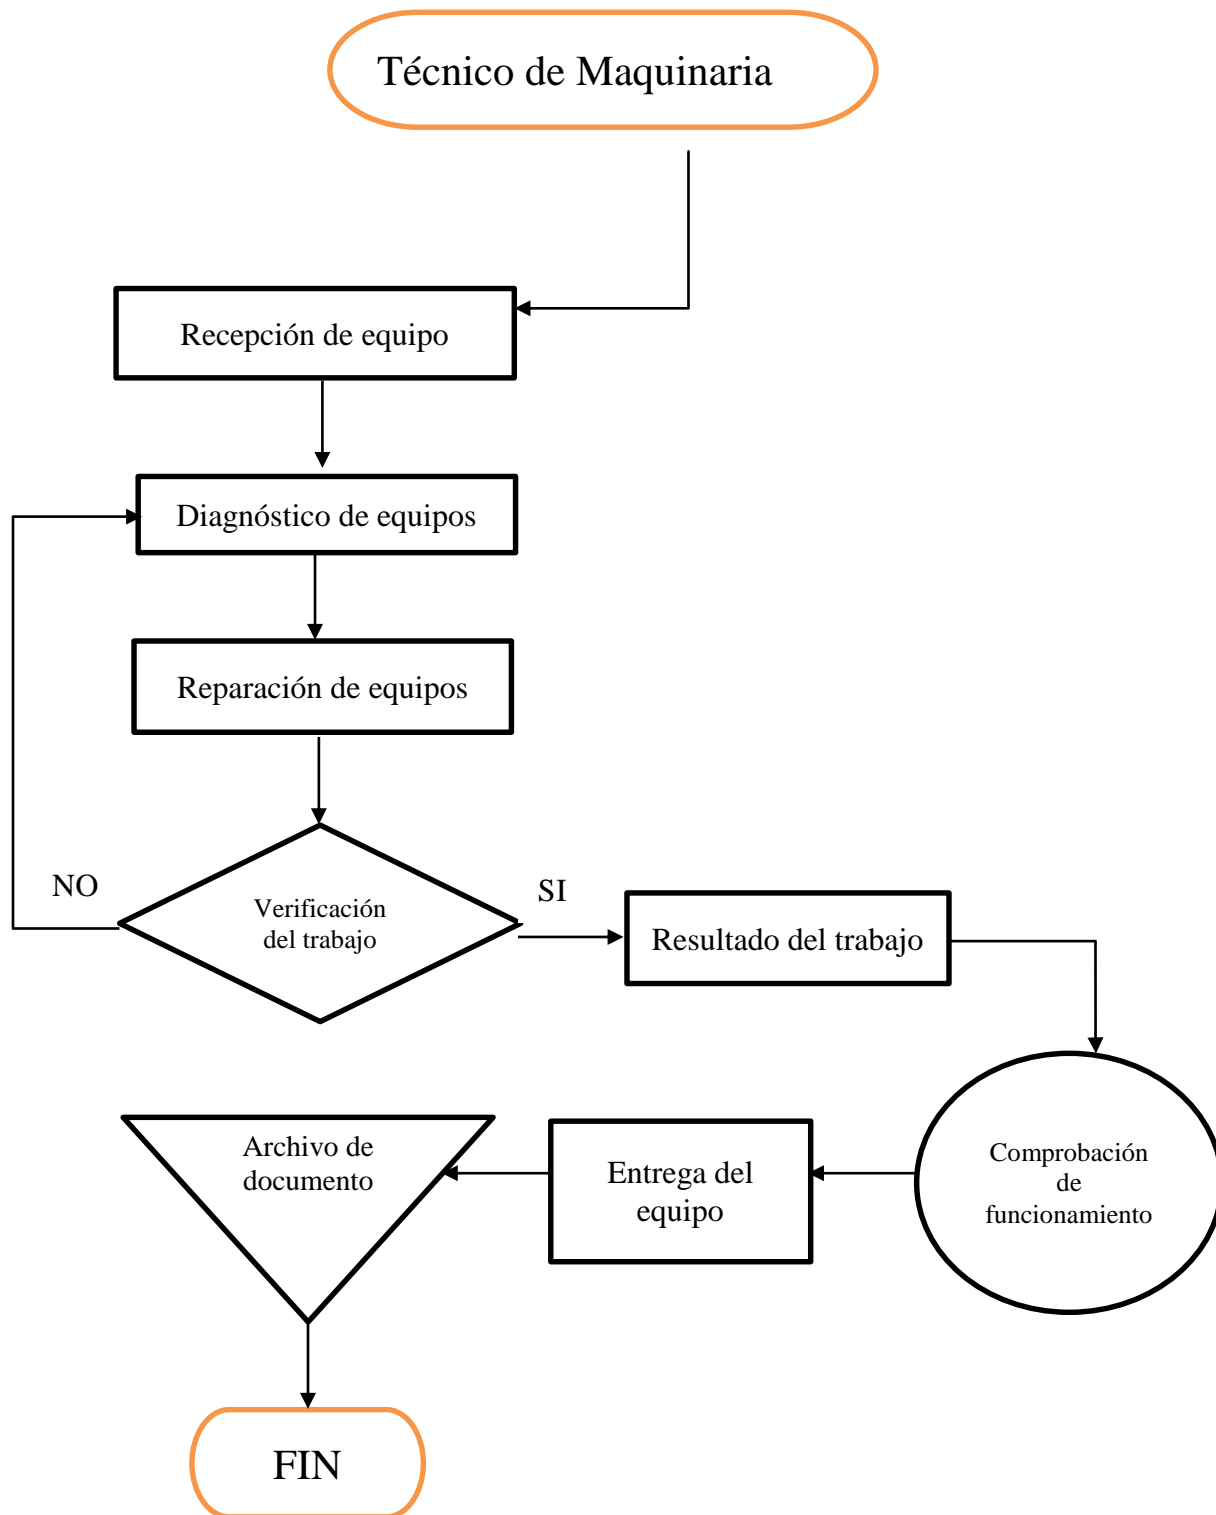 Técnico de Maquinaria
Recepción de equipo
Diagnóstico de equipos
Reparación de equipos
NO
Verificación
del trabajo
SI
Resultado del trabajo
Comprobación
de
funcionamiento
Entrega del
equipo
Archivo de
documento
FIN